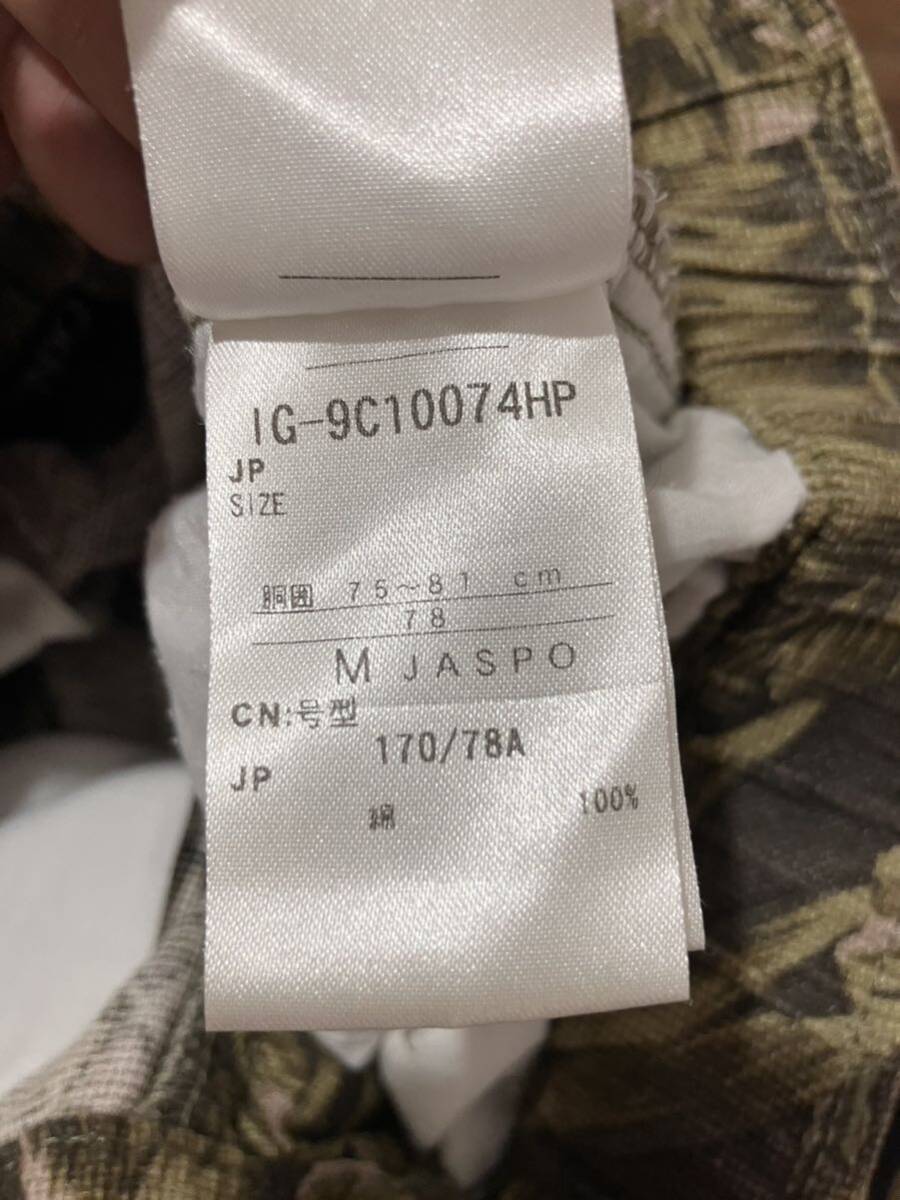 IG-9C10074HP
JP
SIZE
胴囲 75~81 cm
78
M JASPO
CN:号型
170/78A
JP
綿 100%